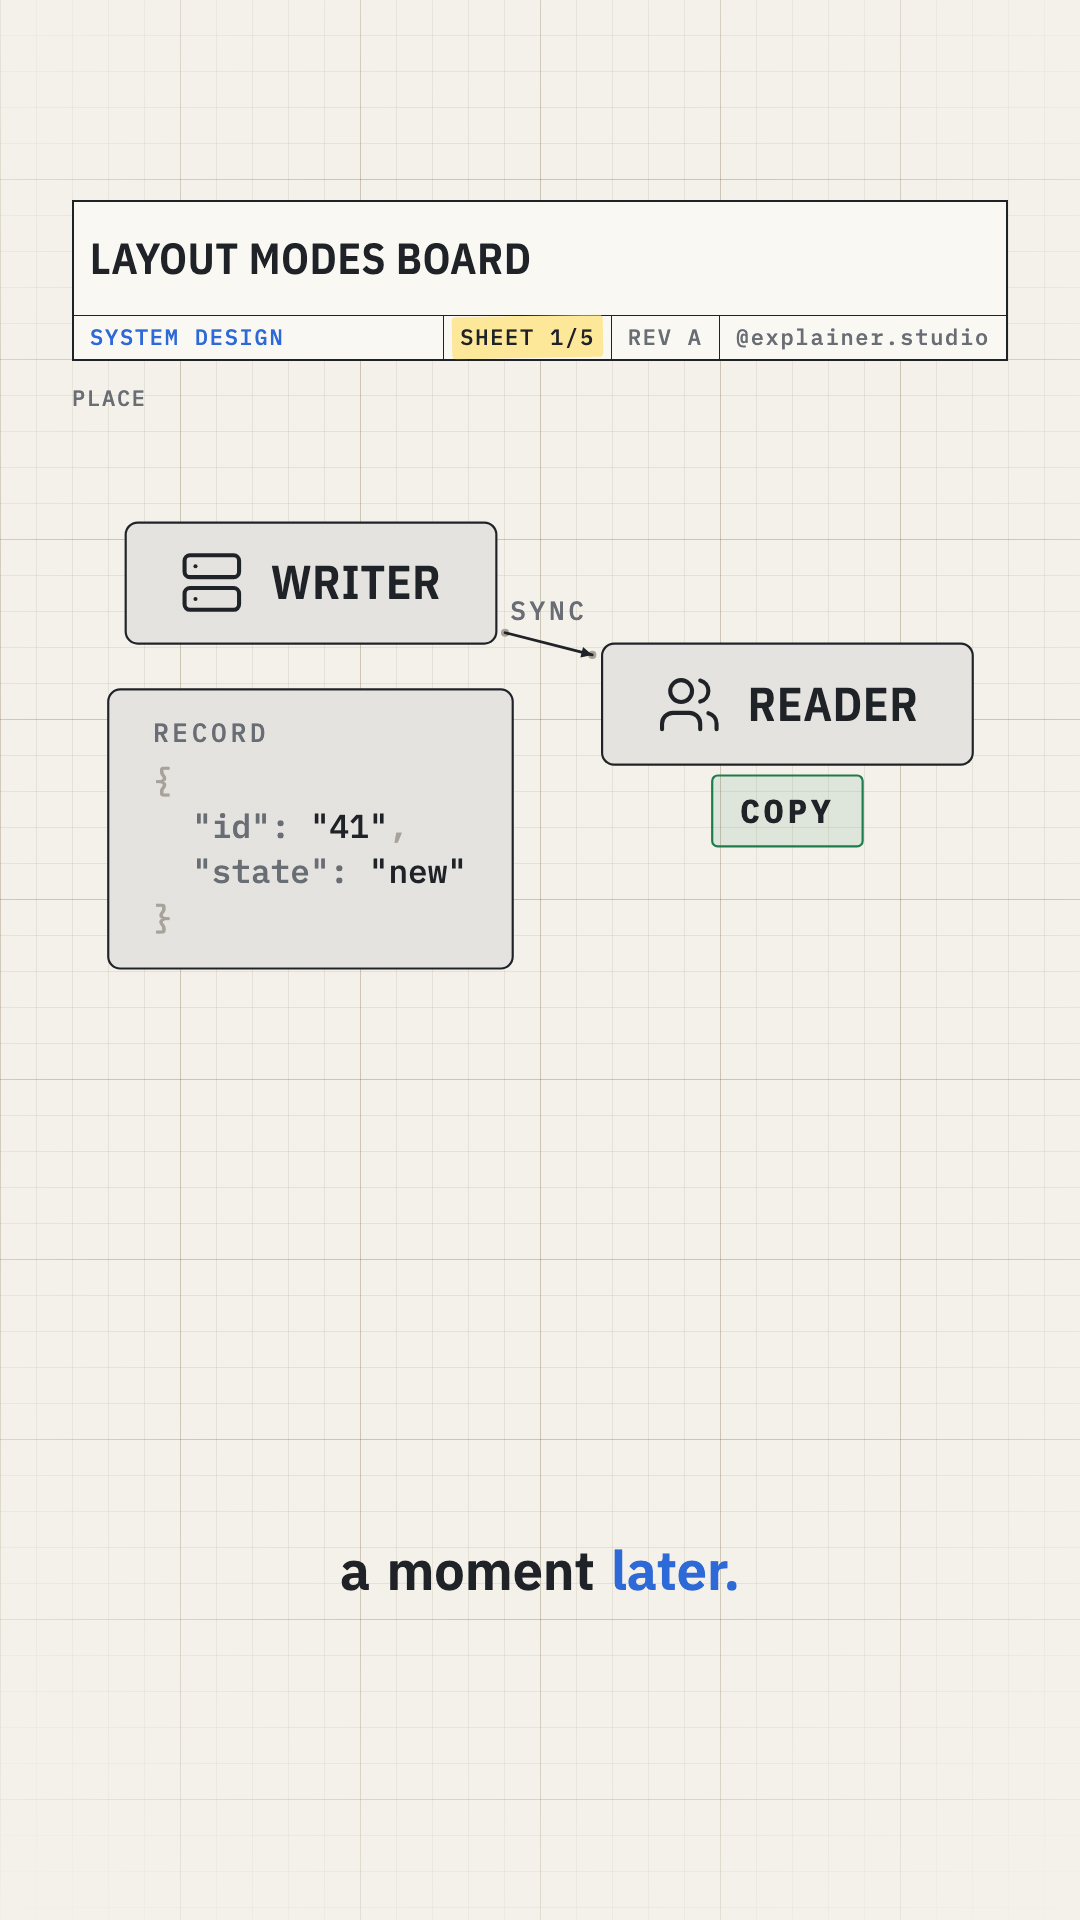 LAYOUT MODES BOARD
SYSTEM DESIGN
SHEET 1/5
REV A
@explainer.studio
PLACE
WRITER
SYNC
READER
COPY
RECORD
{
"id": "41",
"state": "new"
}
a moment later.